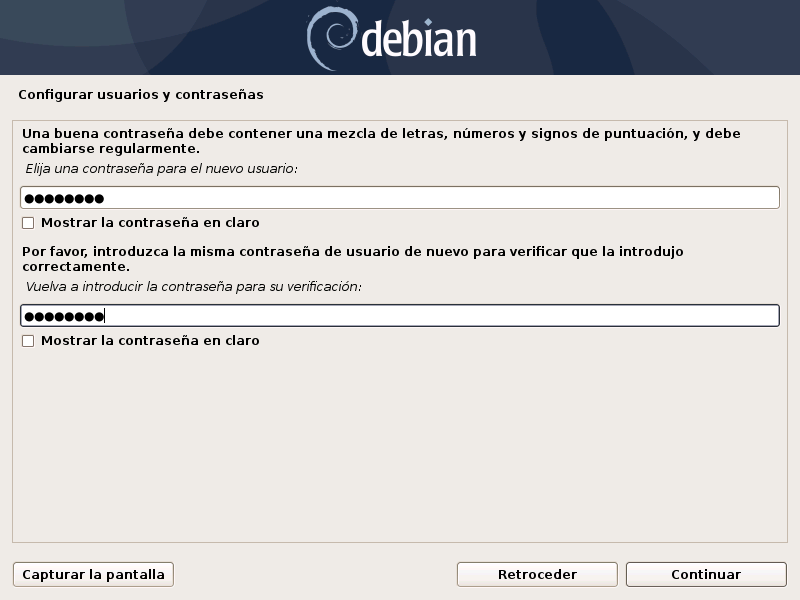 debian
Configurar usuarios y contraseñas
Una buena contraseña debe contener una mezcla de letras, números y signos de puntuación, y debe
cambiarse regularmente.
Elija una contraseña para el nuevo usuario:
●●●●●●●●
Mostrar la contraseña en claro
Por favor, introduzca la misma contraseña de usuario de nuevo para verificar que la introdujo
correctamente.
Vuelva a introducir la contraseña para su verificación:
●●●●●●●●
Mostrar la contraseña en claro
Capturar la pantalla
Retroceder
Continuar